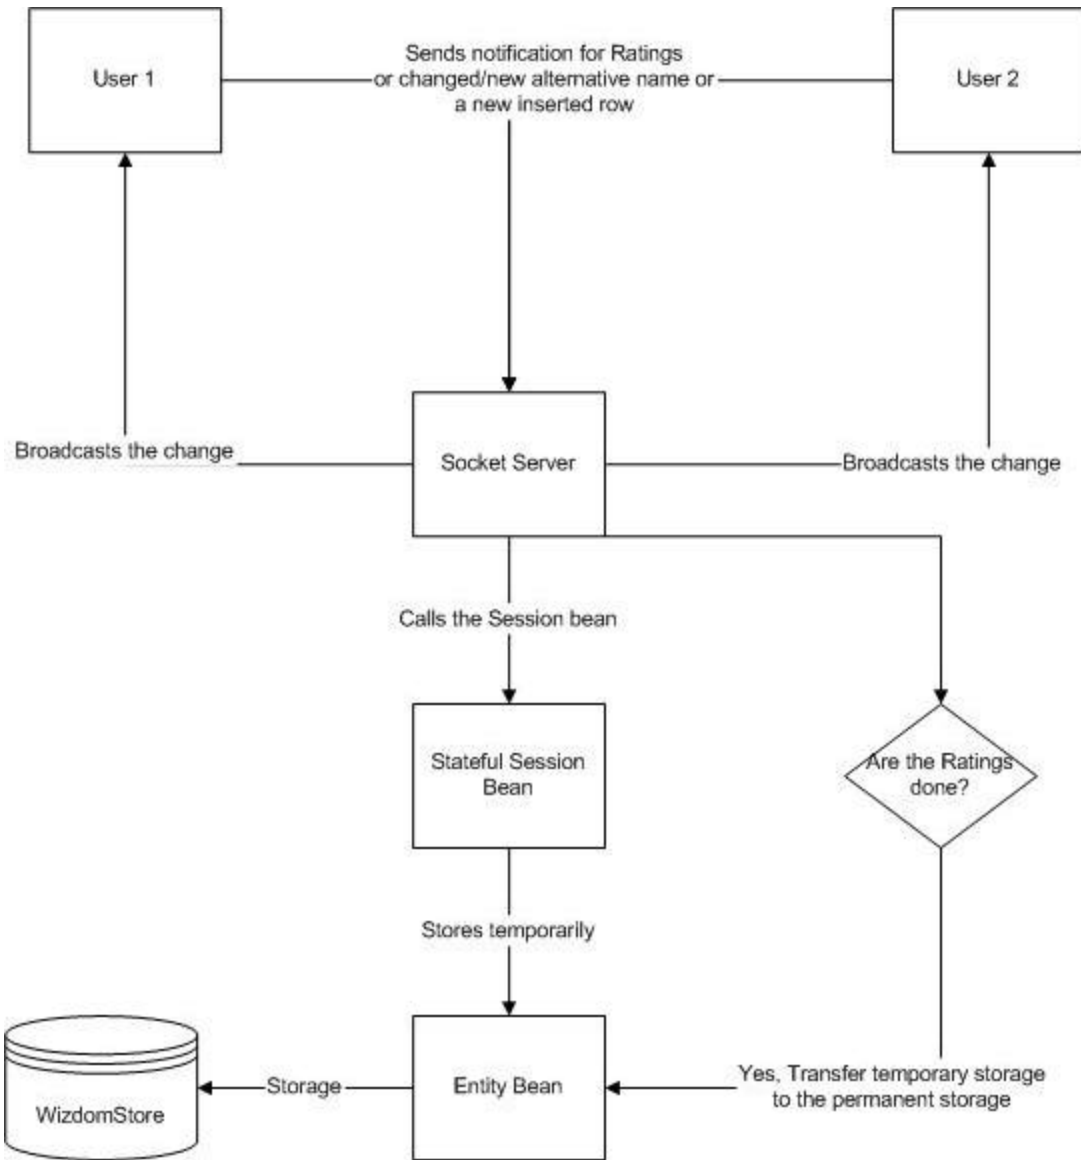 User 1
Sends notification for Ratings
or changed/new alternative name or
a new inserted row
User 2
Broadcasts the change
Socket Server
Broadcasts the change
Calls the Session bean
Stateful Session
Bean
Are the Ratings
done?
Stores temporarily
WizdomStore
Storage
Entity Bean
Yes, Transfer temporary storage
to the permanent storage